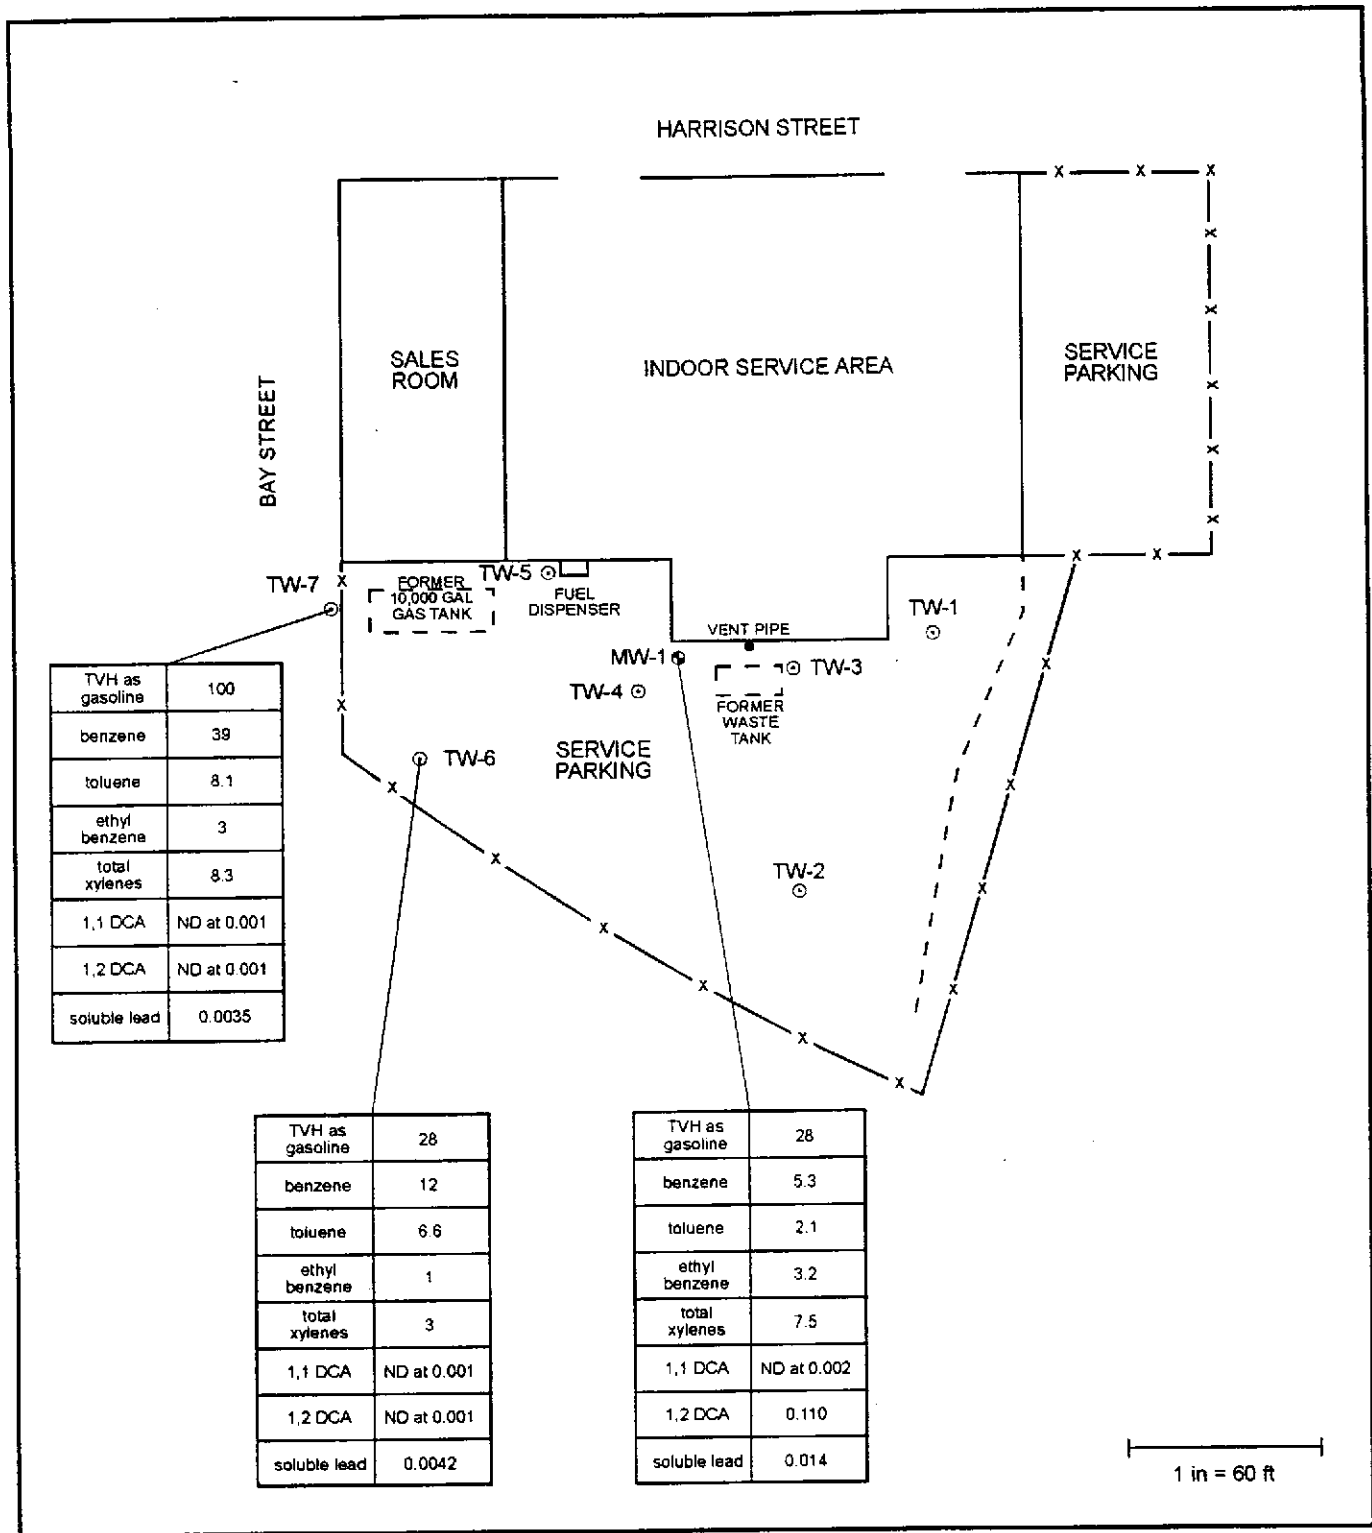 HARRISON STREET
SALES
ROOM
INDOOR SERVICE AREA
SERVICE
PARKING
BAY STREET
TW-7
FORMER
10,000 GAL
GAS TANK
TW-5
FUEL
DISPENSER
TW-1
VENT PIPE
MW-1
TW-3
TW-4
FORMER
WASTE
TANK
SERVICE
PARKING
TW-6
TW-2
TVH as
gasoline 100
benzene 39
toluene 8.1
ethyl
benzene 3
total
xylenes 8.3
1,1 DCA ND at 0.001
1,2 DCA ND at 0.001
soluble lead 0.0035
TVH as
gasoline 28
benzene 12
toluene 6.6
ethyl
benzene 1
total
xylenes 3
1,1 DCA ND at 0.001
1,2 DCA ND at 0.001
soluble lead 0.0042
TVH as
gasoline 28
benzene 5.3
toluene 2.1
ethyl
benzene 3.2
total
xylenes 7.5
1,1 DCA ND at 0.002
1,2 DCA 0.110
soluble lead 0.014
1 in = 60 ft